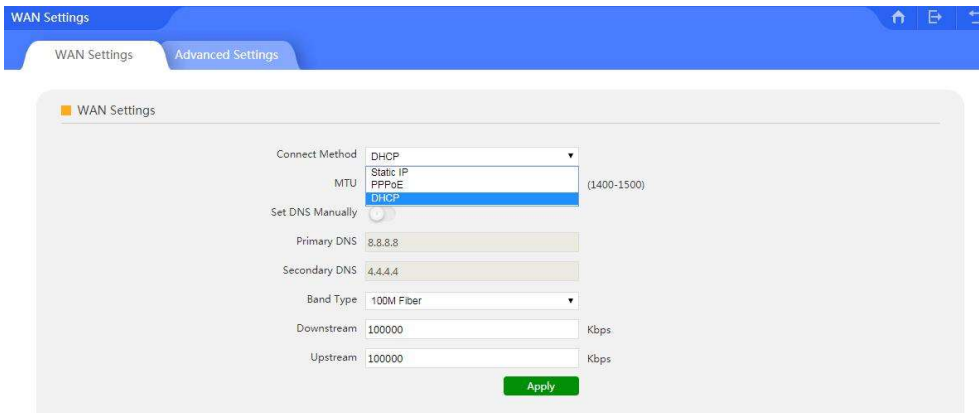 WAN Settings
WAN Settings
Advanced Settings
WAN Settings
Connect Method DHCP
Static IP
MTU PPPoE (1400-1500)
DHCP
Set DNS Manually
Primary DNS 8.8.8.8
Secondary DNS 4.4.4.4
Band Type 100M Fiber
Downstream 100000 Kbps
Upstream 100000 Kbps
Apply